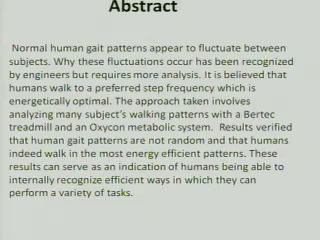 Abstract
Normal human gait patterns appear to fluctuate between
subjects. Why these fluctuations occur has been recognized
by engineers but requires more analysis. It is believed that
humans walk to a preferred step frequency which is
energetically optimal. The approach taken involves
analyzing many subject's walking patterns with a Bertec
treadmill and an Oxycon metabolic system. Results verified
that human gait patterns are not random and that humans
indeed walk in the most energy efficient patterns. These
results can serve as an indication of humans being able to
internally recognize efficient ways in which they can
perform a variety of tasks.